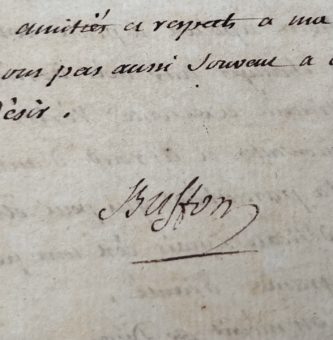 amitiés et respects a ma
vous pas aussi souvent a
désir.
Buffon